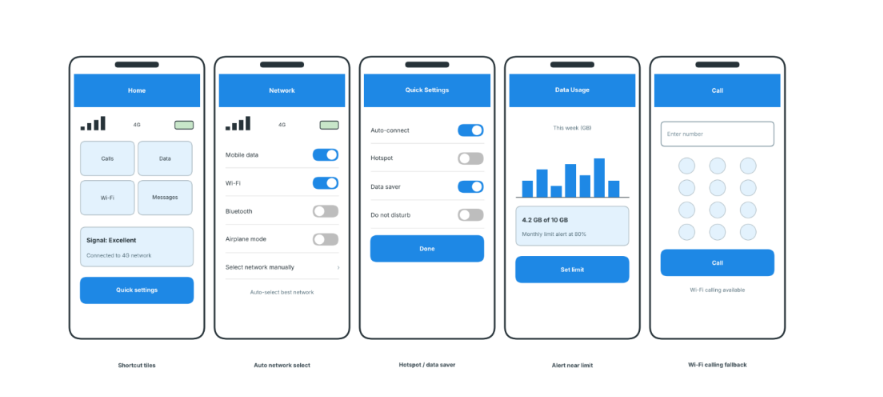 Home
4G
Calls
Data
Wi-Fi
Messages
Signal: Excellent
Connected to 4G network
Quick settings
Shortcut tiles
Network
4G
Mobile data
Wi-Fi
Bluetooth
Airplane mode
Select network manually ›
Auto-select best network
Auto network select
Quick Settings
Auto-connect
Hotspot
Data saver
Do not disturb
Done
Hotspot / data saver
Data Usage
This week (GB)
4.2 GB of 10 GB
Monthly limit alert at 80%
Set limit
Alert near limit
Call
Enter number
Call
Wi-Fi calling available
Wi-Fi calling fallback